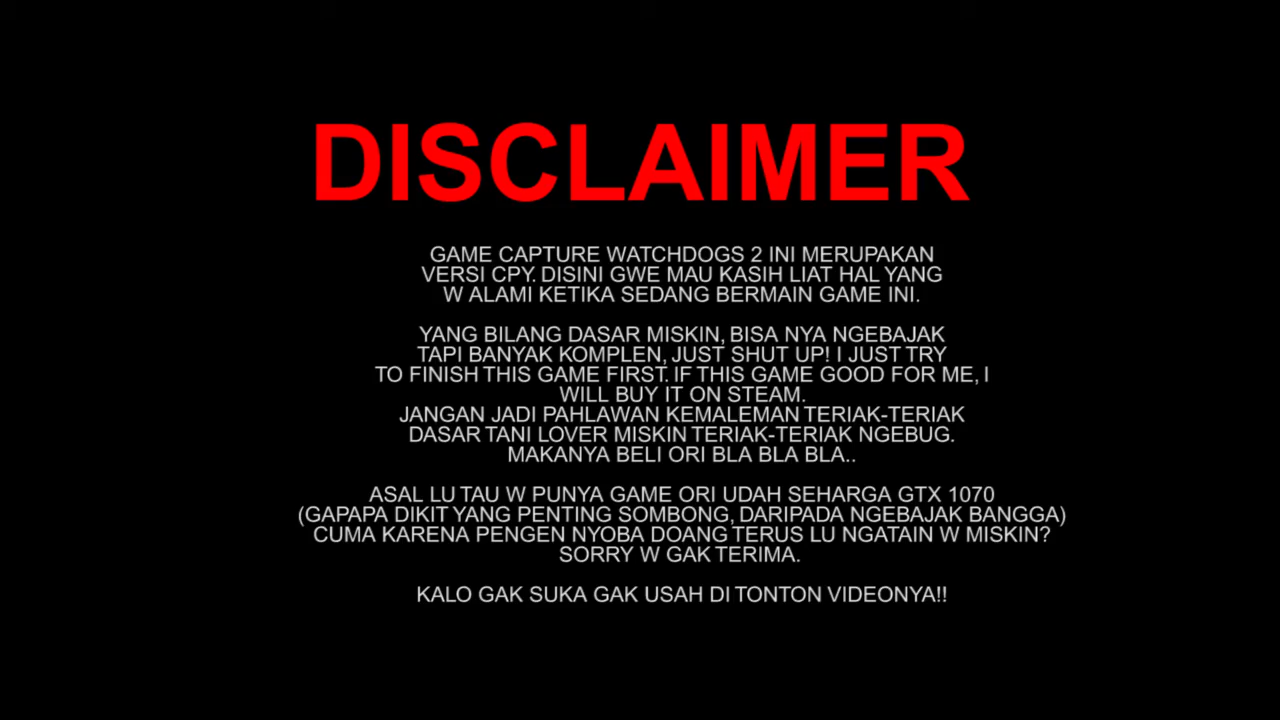 DISCLAIMER
GAME CAPTURE WATCHDOGS 2 INI MERUPAKAN
VERSI CPY. DISINI GWE MAU KASIH LIAT HAL YANG
W ALAMI KETIKA SEDANG BERMAIN GAME INI.
YANG BILANG DASAR MISKIN, BISA NYA NGEBAJAK
TAPI BANYAK KOMPLEN, JUST SHUT UP! I JUST TRY
TO FINISH THIS GAME FIRST. IF THIS GAME GOOD FOR ME, I
WILL BUY IT ON STEAM.
JANGAN JADI PAHLAWAN KEMALEMAN TERIAK-TERIAK
DASAR TANI LOVER MISKIN TERIAK-TERIAK NGEBUG.
MAKANYA BELI ORI BLA BLA BLA..
ASAL LU TAU W PUNYA GAME ORI UDAH SEHARGA GTX 1070
(GAPAPA DIKIT YANG PENTING SOMBONG, DARIPADA NGEBAJAK BANGGA)
CUMA KARENA PENGEN NYOBA DOANG TERUS LU NGATAIN W MISKIN?
SORRY W GAK TERIMA.
KALO GAK SUKA GAK USAH DI TONTON VIDEONYA!!